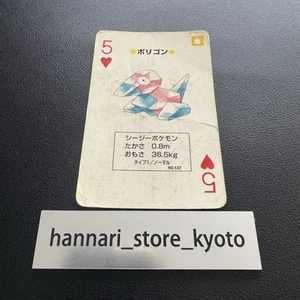 5
ポリゴン
シージーポケモン
たかさ 0.8m
おもさ 36.5kg
タイプ1/ノーマル
NO.137
5
hannari_store_kyoto